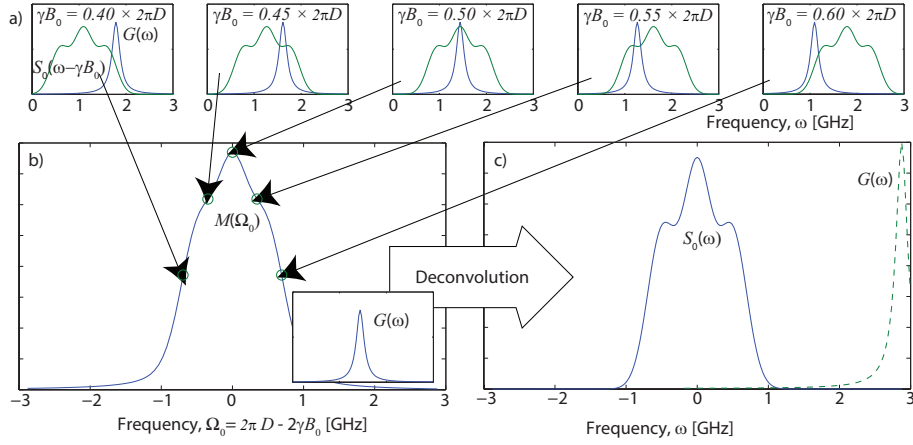 a)
γB₀ = 0.40 × 2πD
γB₀ = 0.45 × 2πD
γB₀ = 0.50 × 2πD
γB₀ = 0.55 × 2πD
γB₀ = 0.60 × 2πD
G(ω)
S₀(ω−γB₀)
0 1 2 3
0 1 2 3
0 1 2 3
0 1 2 3
0 1 2 3
Frequency, ω [GHz]
b)
M(Ω₀)
G(ω)
−3 −2 −1 0 1 2 3
Frequency, Ω₀= 2π D - 2γB₀ [GHz]
Deconvolution
c)
G(ω)
S₀(ω)
−3 −2 −1 0 1 2 3
Frequency, ω [GHz]